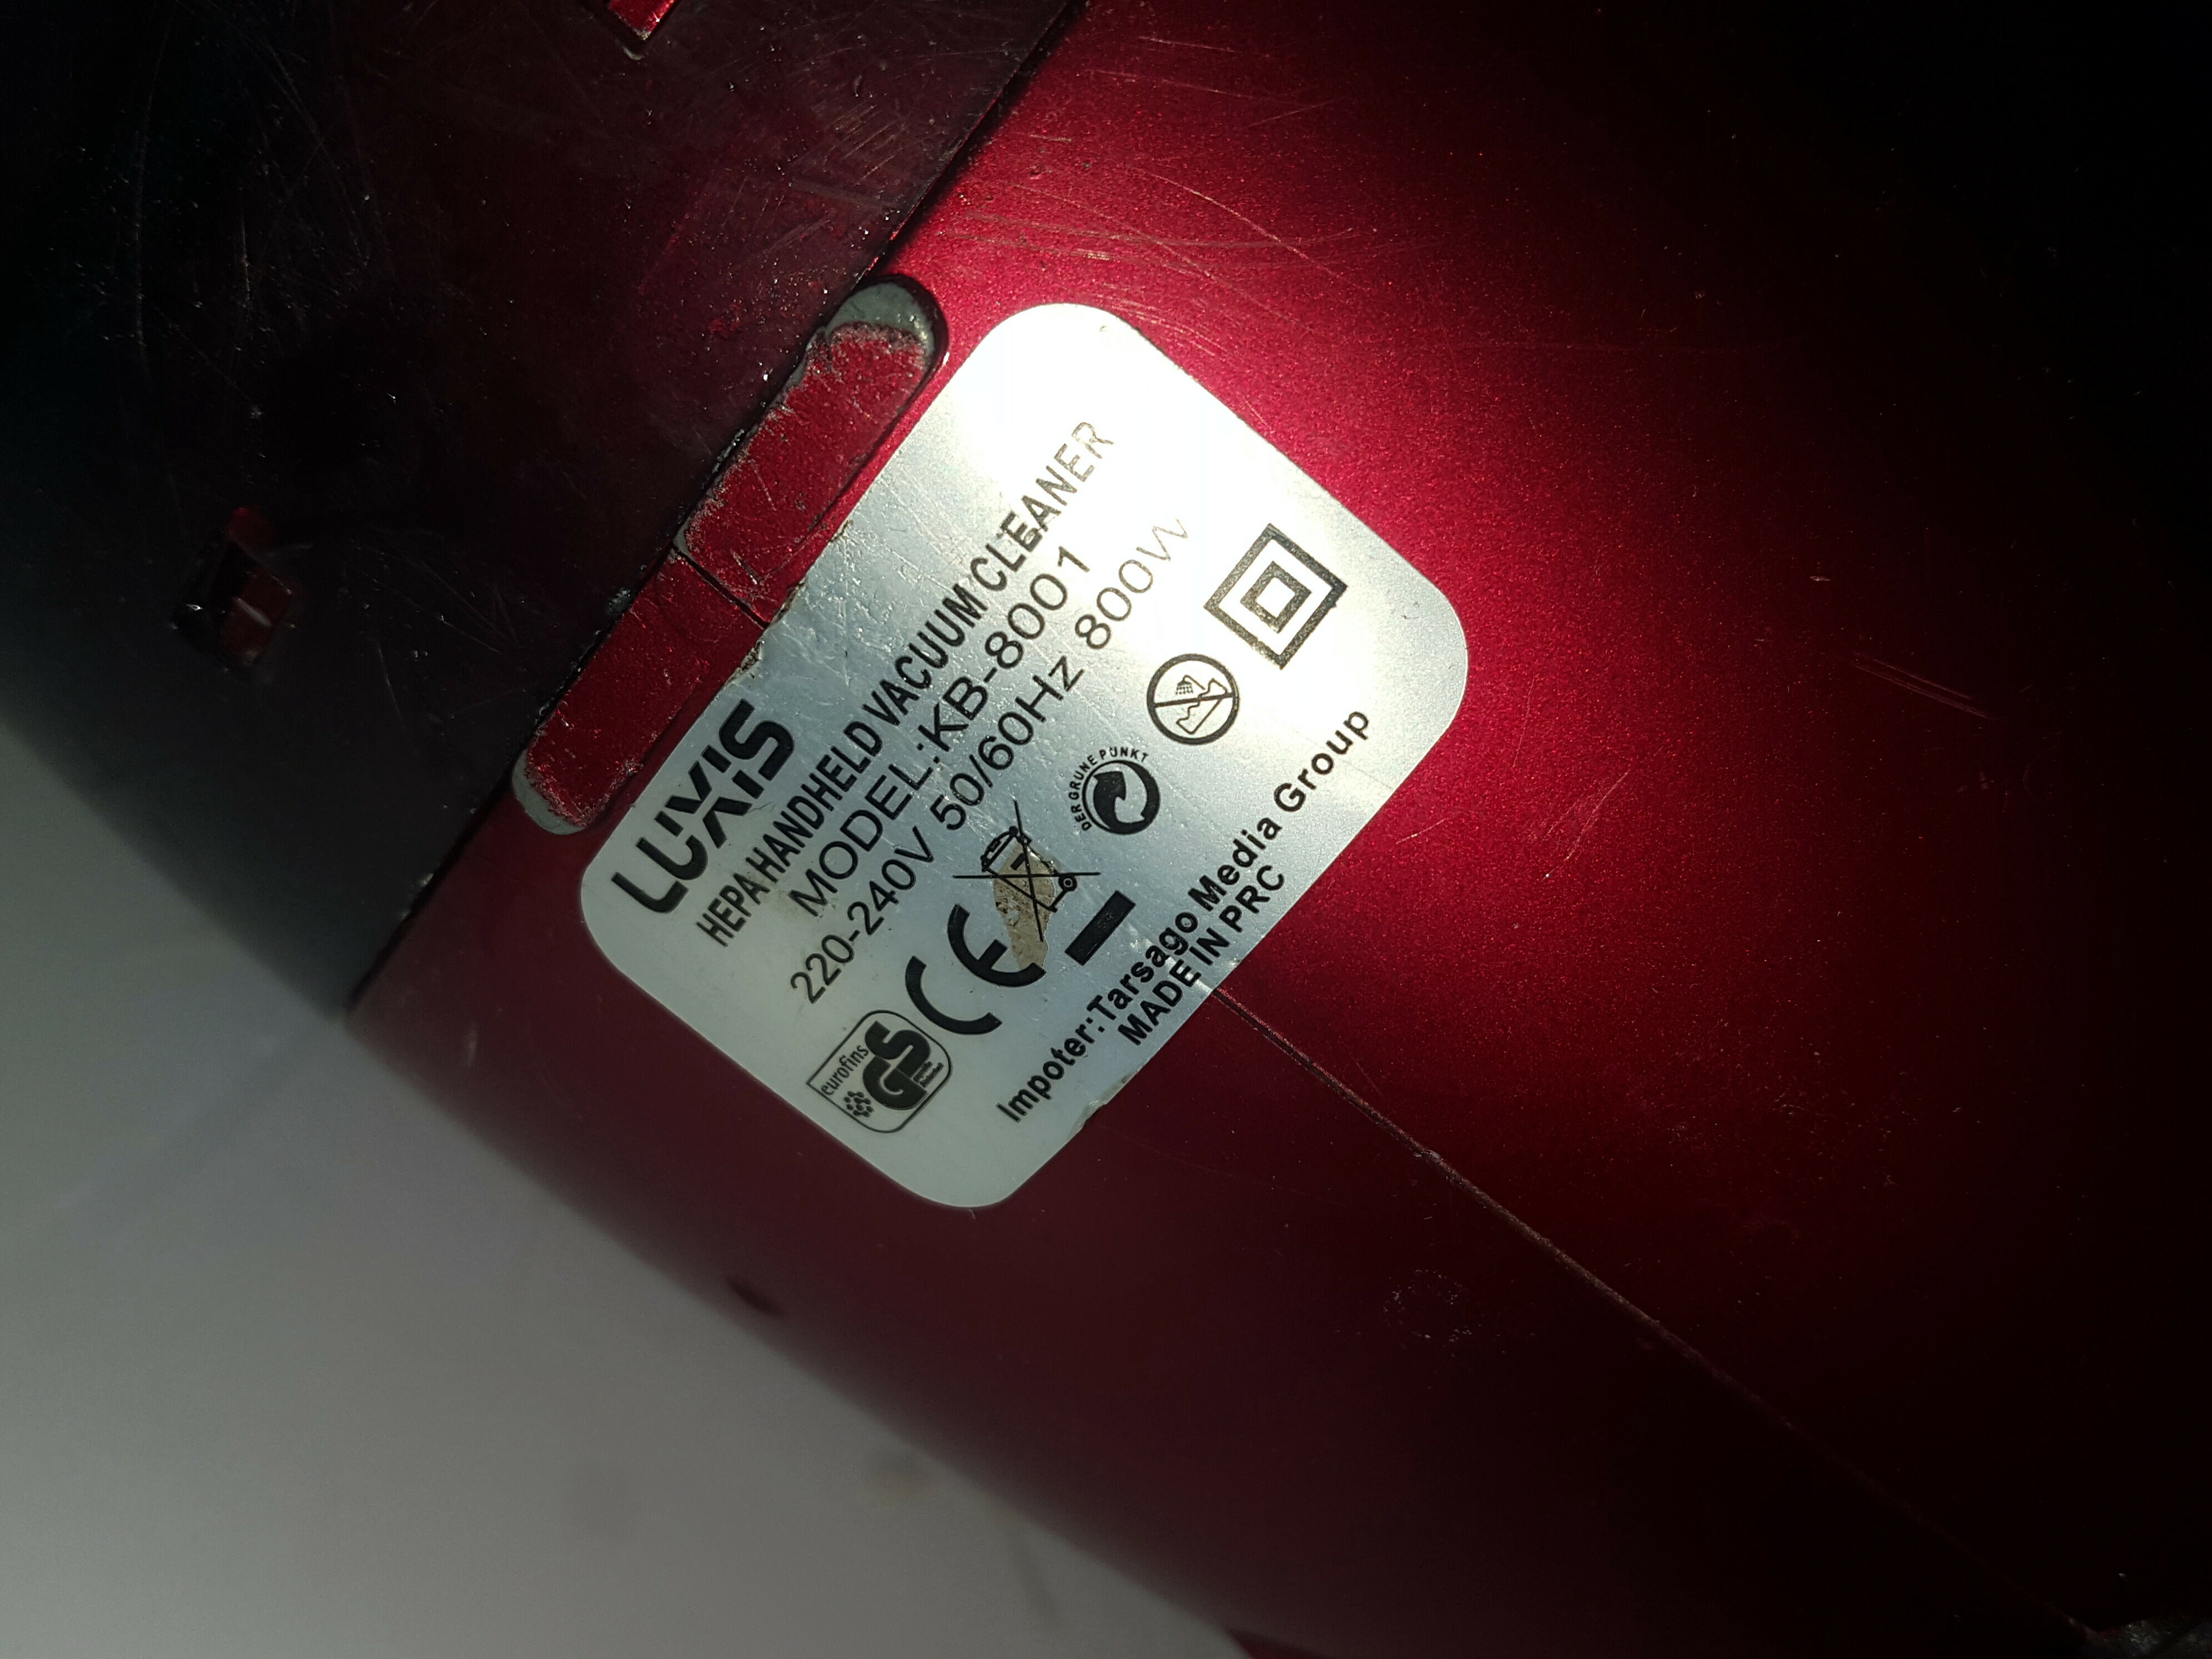 LUXIS
HEPA HANDHELD VACUUM CLEANER
MODEL:KB-8001
220-240V 50/60Hz 800W
eurofins
GS
CE
DER GRÜNE PUNKT
Impoter:Tarsago Media Group
MADE IN PRC